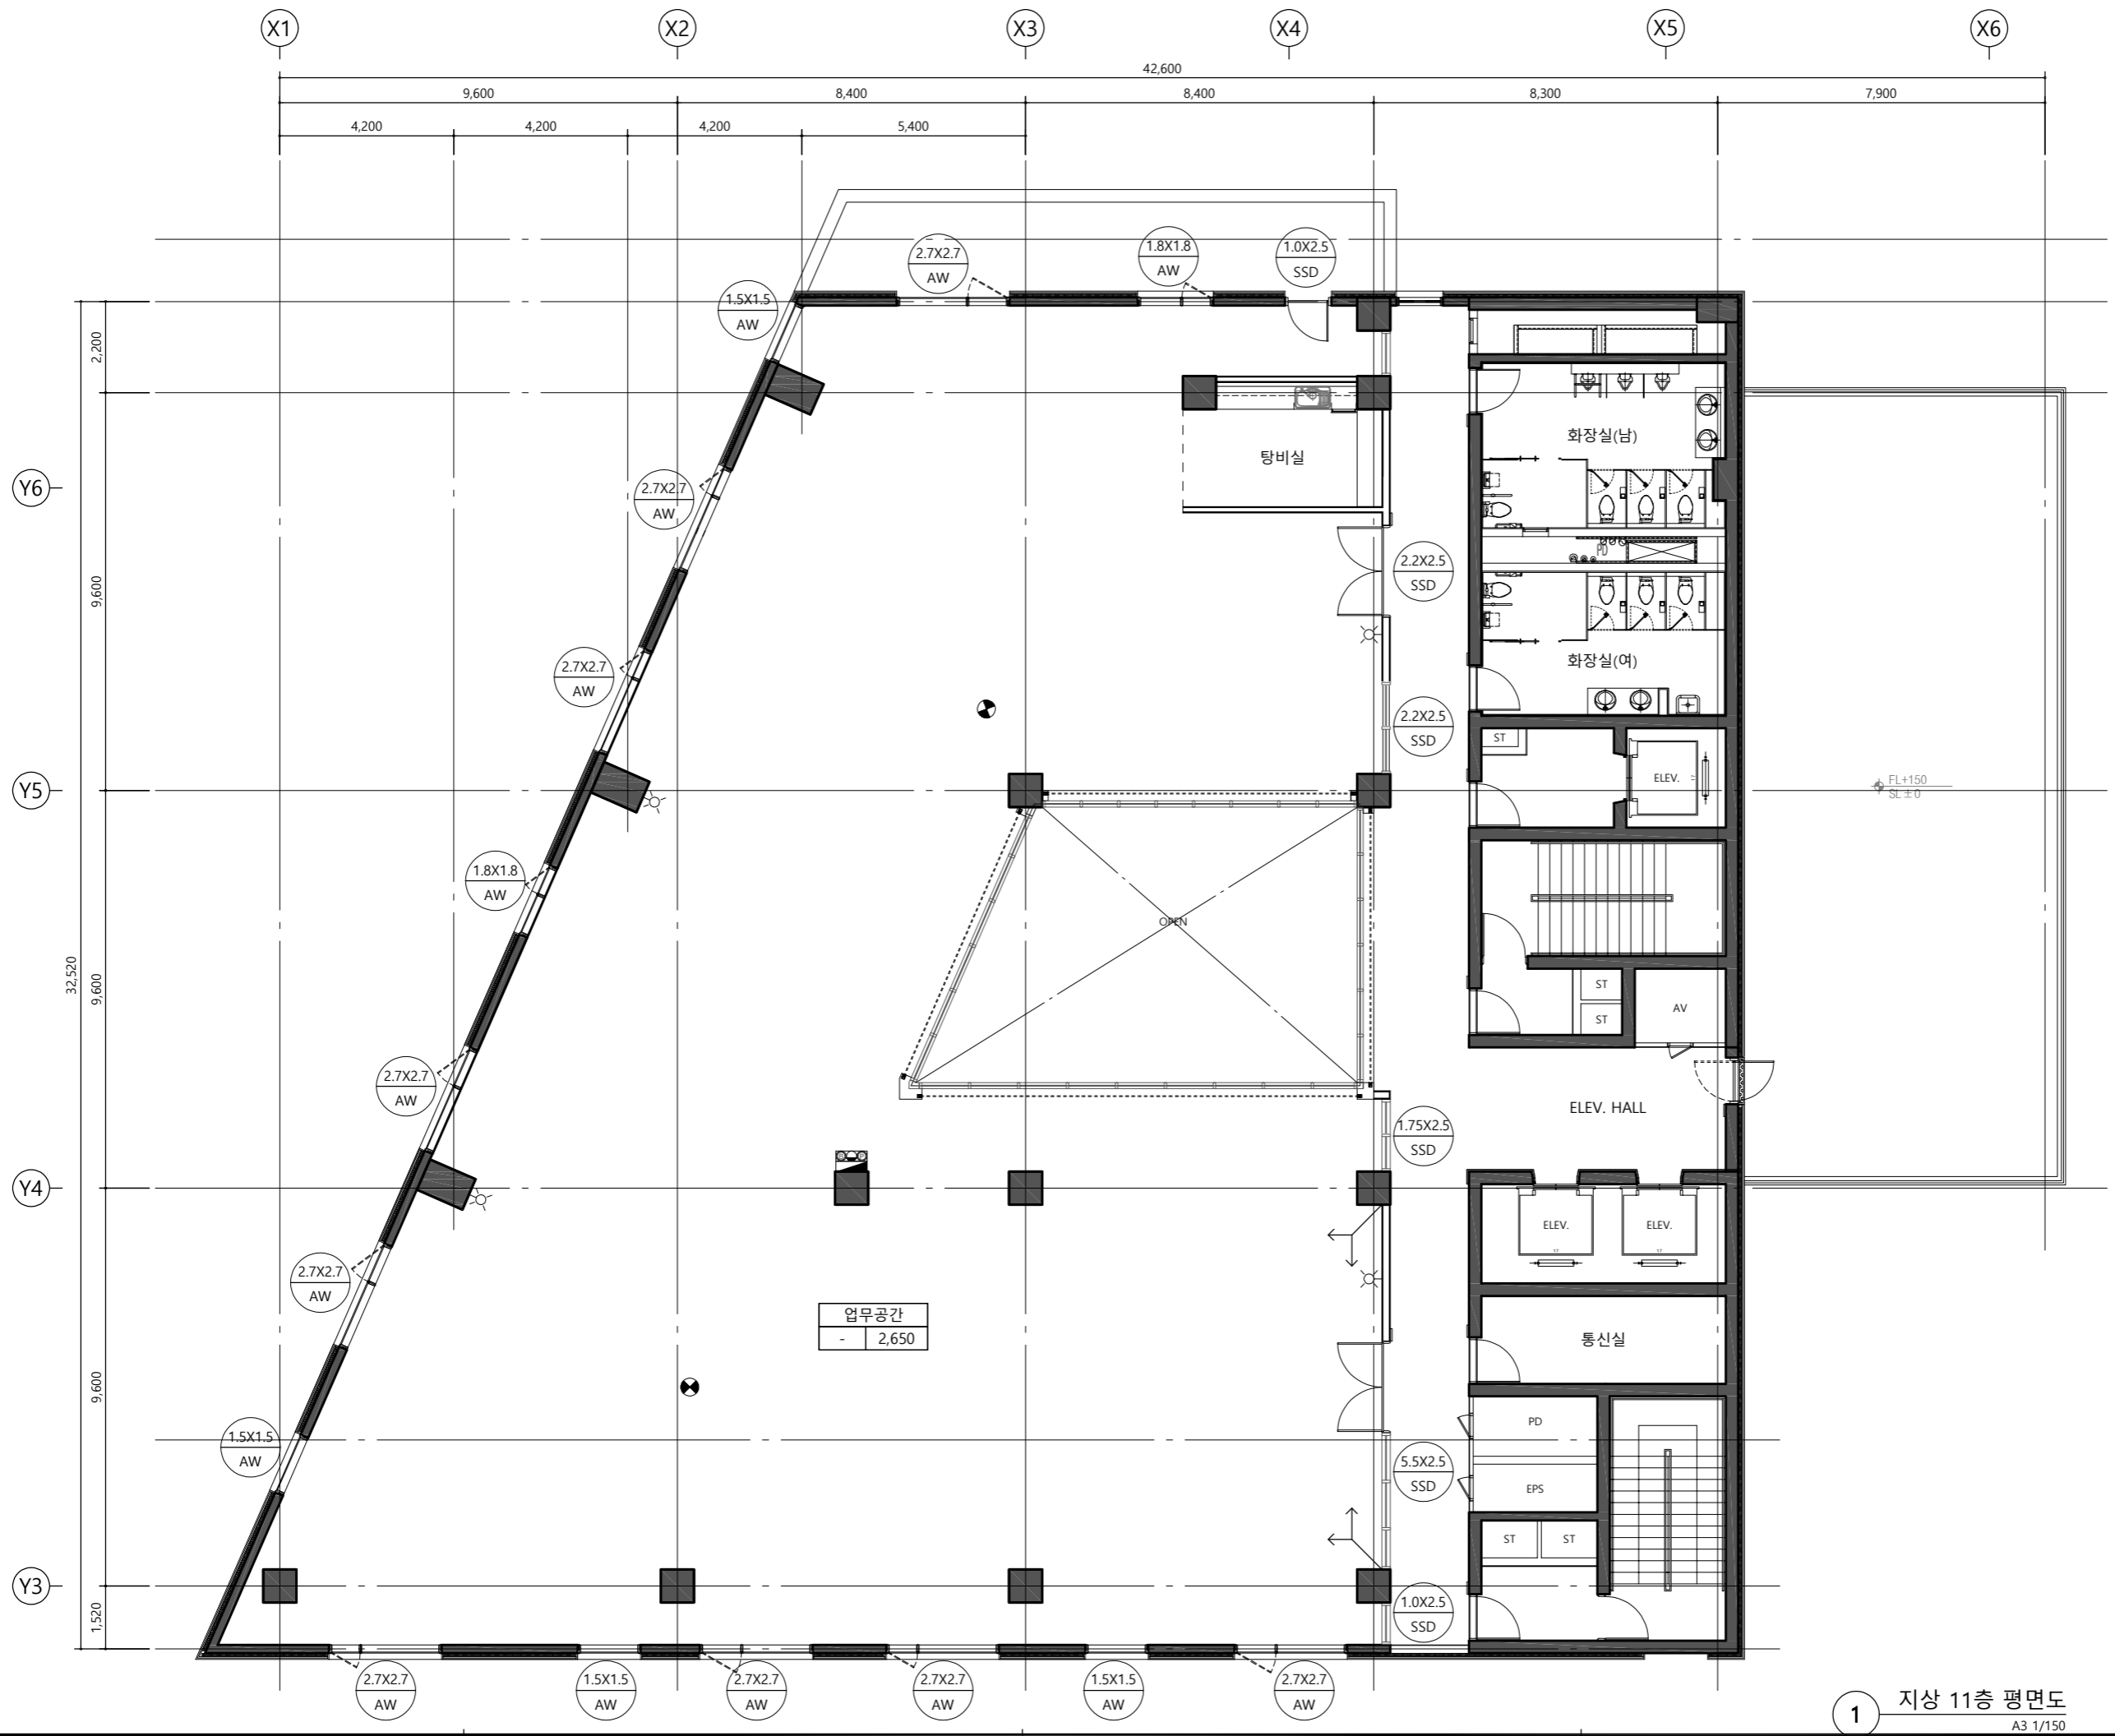 X1 X2 X3 X4 X5 X6
42,600
9,600 8,400 8,400 8,300 7,900
4,200 4,200 4,200 5,400
2.7X2.7
AW
1.8X1.8
AW
1.0X2.5
SSD
1.5X1.5
AW
2,200
화장실(남)
탕비실
Y6
2.7X2.7
AW
PD
2.2X2.5
SSD
9,600
2.7X2.7
AW
화장실(여)
2.2X2.5
SSD
ST
ELEV.
Y5
FL+150
SL±0
1.8X1.8
AW
OPEN
32,520
9,600
ST
ST
AV
2.7X2.7
AW
ELEV. HALL
1.75X2.5
SSD
Y4
ELEV.
ELEV.
17
17
2.7X2.7
AW
업무공간
- 2,650
통신실
9,600
1.5X1.5
AW
PD
5.5X2.5
SSD
EPS
ST
ST
Y3
1.0X2.5
SSD
1,520
2.7X2.7
AW
1.5X1.5
AW
2.7X2.7
AW
2.7X2.7
AW
1.5X1.5
AW
2.7X2.7
AW
1 지상 11층 평면도
A3 1/150